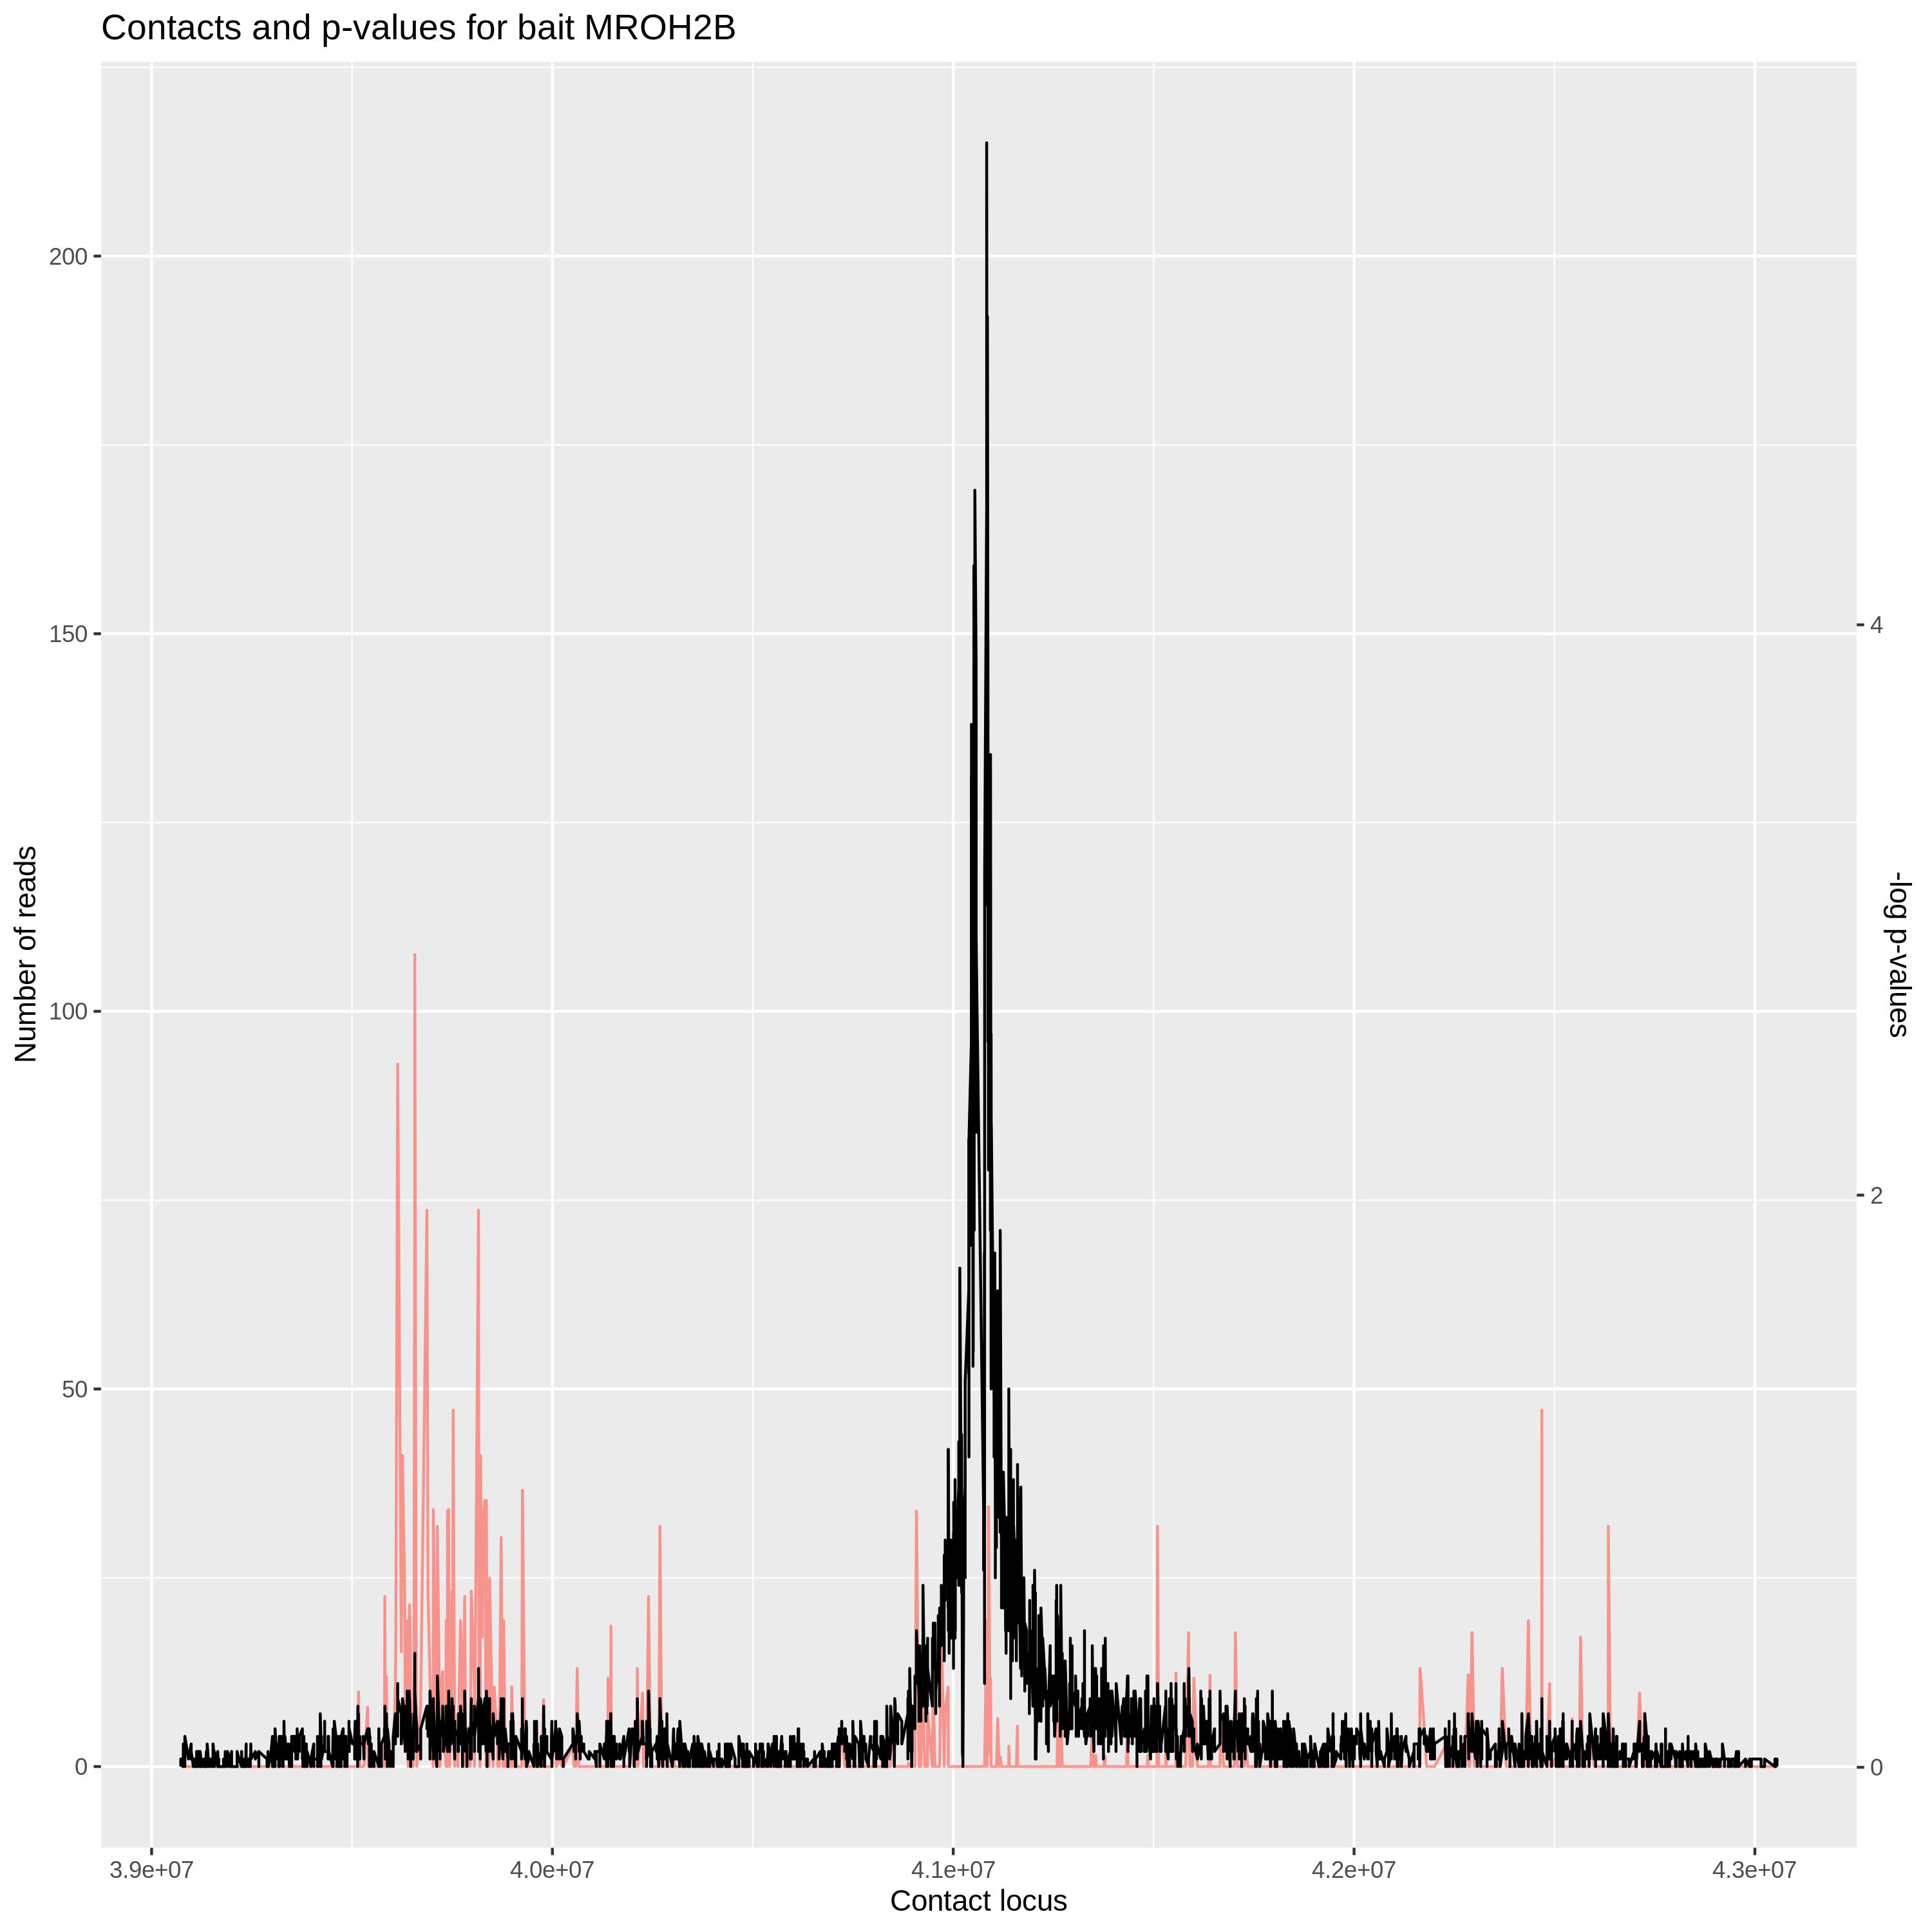 Contacts and p-values for bait MROH2B
200
150
100
50
0
Number of reads
4
2
0
-log p-values
3.9e+07 4.0e+07 4.1e+07 4.2e+07 4.3e+07
Contact locus